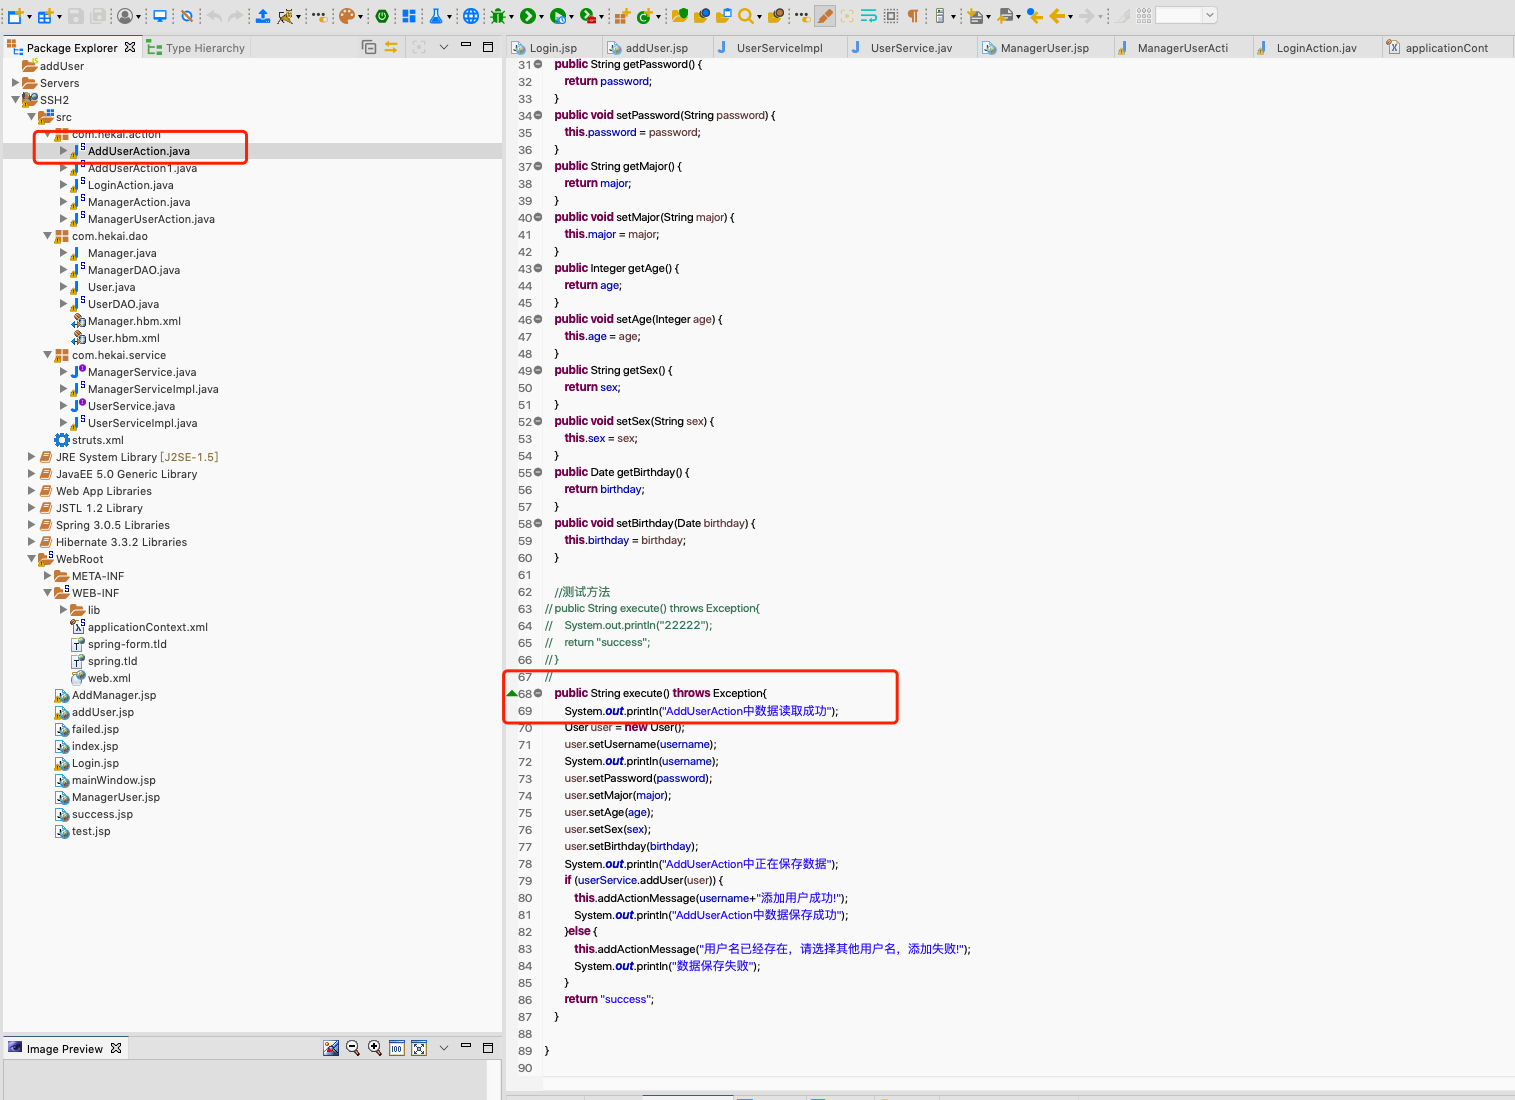 Package Explorer
Type Hierarchy
addUser
Servers
SSH2
src
com.hekai.action
AddUserAction.java
AddUserAction1.java
LoginAction.java
ManagerAction.java
ManagerUserAction.java
com.hekai.dao
Manager.java
ManagerDAO.java
User.java
UserDAO.java
Manager.hbm.xml
User.hbm.xml
com.hekai.service
ManagerService.java
ManagerServiceImpl.java
UserService.java
UserServiceImpl.java
struts.xml
JRE System Library [J2SE-1.5]
JavaEE 5.0 Generic Library
Web App Libraries
JSTL 1.2 Library
Spring 3.0.5 Libraries
Hibernate 3.3.2 Libraries
WebRoot
META-INF
WEB-INF
lib
applicationContext.xml
spring-form.tld
spring.tld
web.xml
AddManager.jsp
addUser.jsp
failed.jsp
index.jsp
Login.jsp
mainWindow.jsp
ManagerUser.jsp
success.jsp
test.jsp
Image Preview
Login.jsp
addUser.jsp
UserServiceImpl
UserService.jav
ManagerUser.jsp
ManagerUserActi
LoginAction.jav
applicationCont
31 public String getPassword() {
32 return password;
33 }
34 public void setPassword(String password) {
35 this.password = password;
36 }
37 public String getMajor() {
38 return major;
39 }
40 public void setMajor(String major) {
41 this.major = major;
42 }
43 public Integer getAge() {
44 return age;
45 }
46 public void setAge(Integer age) {
47 this.age = age;
48 }
49 public String getSex() {
50 return sex;
51 }
52 public void setSex(String sex) {
53 this.sex = sex;
54 }
55 public Date getBirthday() {
56 return birthday;
57 }
58 public void setBirthday(Date birthday) {
59 this.birthday = birthday;
60 }
61
62 //测试方法
63 // public String execute() throws Exception{
64 // System.out.println("22222");
65 // return "success";
66 // }
67 //
68 public String execute() throws Exception{
69 System.out.println("AddUserAction中数据读取成功");
70 User user = new User();
71 user.setUsername(username);
72 System.out.println(username);
73 user.setPassword(password);
74 user.setMajor(major);
75 user.setAge(age);
76 user.setSex(sex);
77 user.setBirthday(birthday);
78 System.out.println("AddUserAction中正在保存数据");
79 if (userService.addUser(user)) {
80 this.addActionMessage(username+"添加用户成功!");
81 System.out.println("AddUserAction中数据保存成功");
82 }else {
83 this.addActionMessage("用户名已经存在，请选择其他用户名，添加失败!");
84 System.out.println("数据保存失败");
85 }
86 return "success";
87 }
88
89 }
90